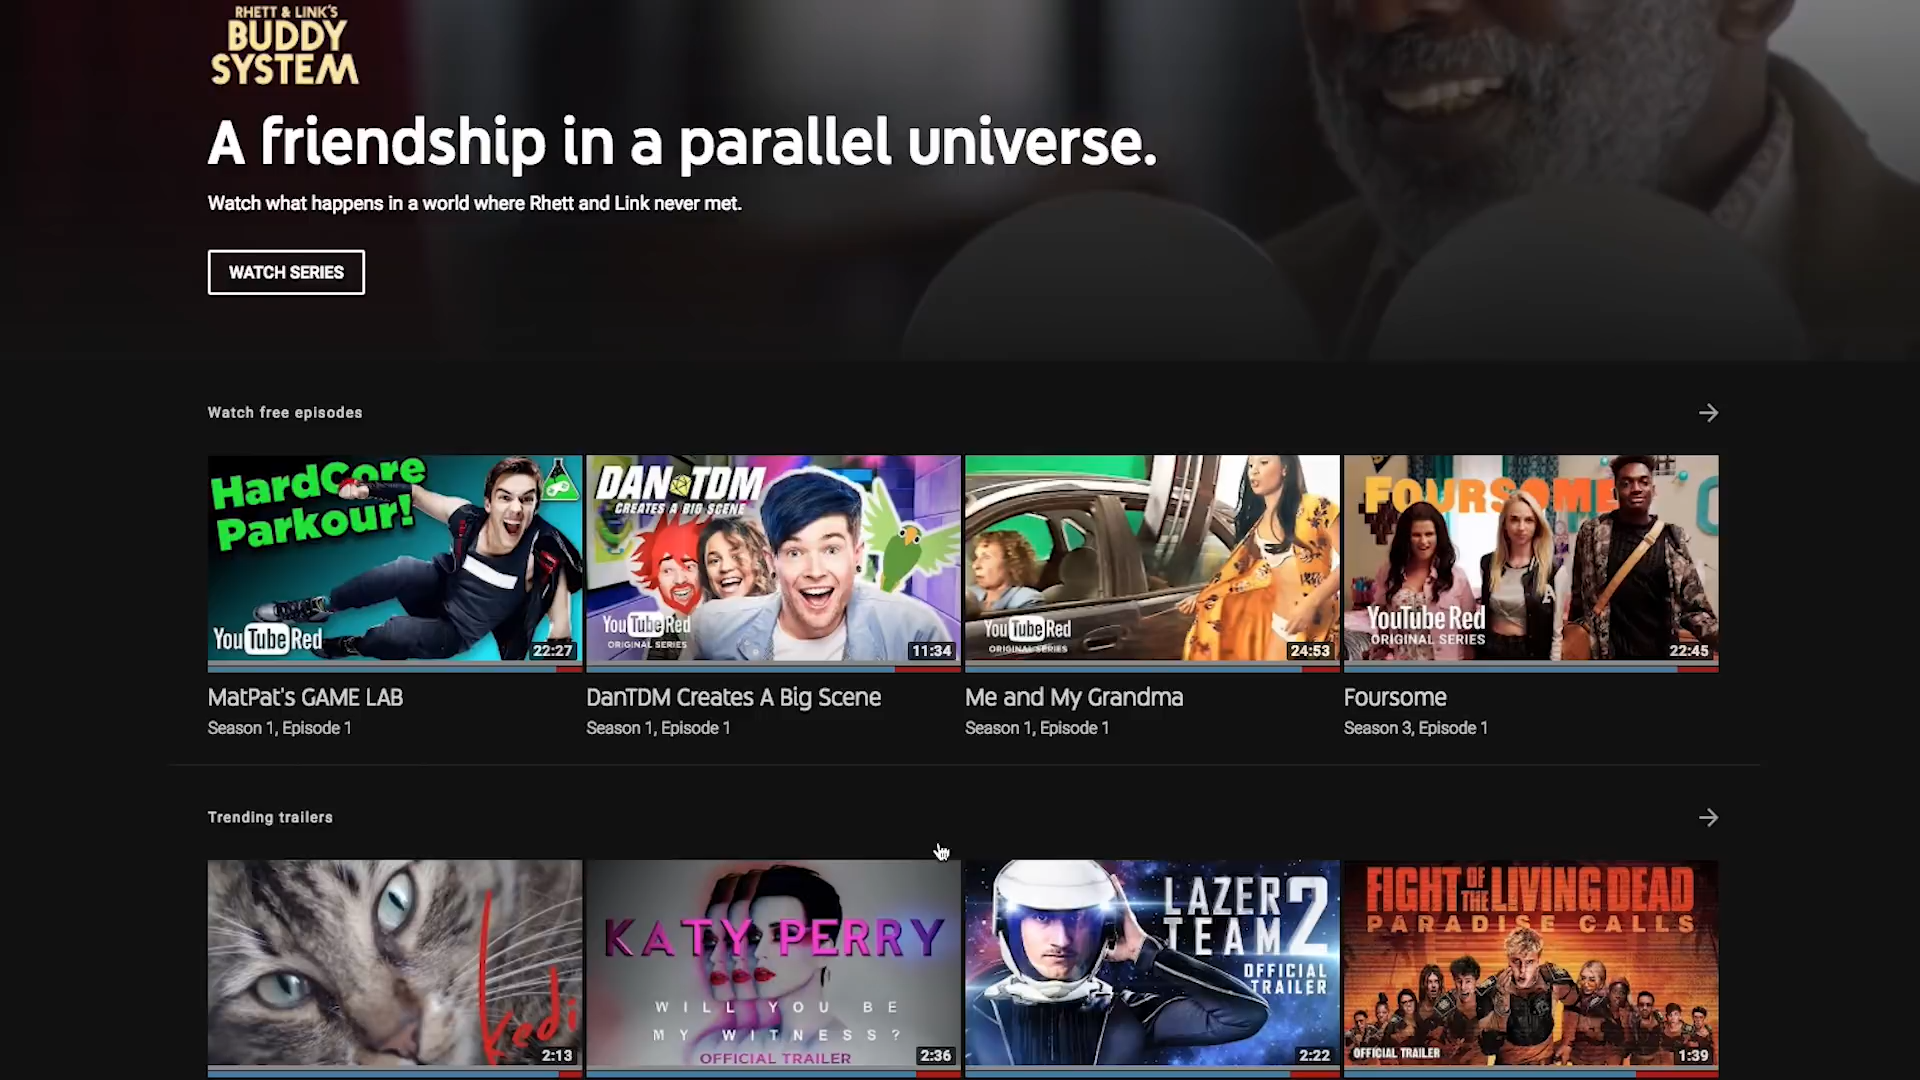 RHETT & LINK'S
BUDDY
SYSTEM
A friendship in a parallel universe.
Watch what happens in a world where Rhett and Link never met.
WATCH SERIES
Watch free episodes
HardCore
Parkour!
YouTube Red
22:27
DANTDM
CREATES A BIG SCENE
YouTube Red
ORIGINAL SERIES
11:34
YouTube Red
ORIGINAL SERIES
24:53
FOURSOME
A
YouTube Red
ORIGINAL SERIES
22:45
MatPat's GAME LAB
Season 1, Episode 1
DanTDM Creates A Big Scene
Season 1, Episode 1
Me and My Grandma
Season 1, Episode 1
Foursome
Season 3, Episode 1
Trending trailers
Kedi
2:13
KATY PERRY
WILL YOU BE
MY WITNESS?
OFFICIAL TRAILER
2:36
LAZER
TEAM 2
OFFICIAL
TRAILER
2:22
FIGHT OF THE LIVING DEAD
PARADISE CALLS
OFFICIAL TRAILER
1:39